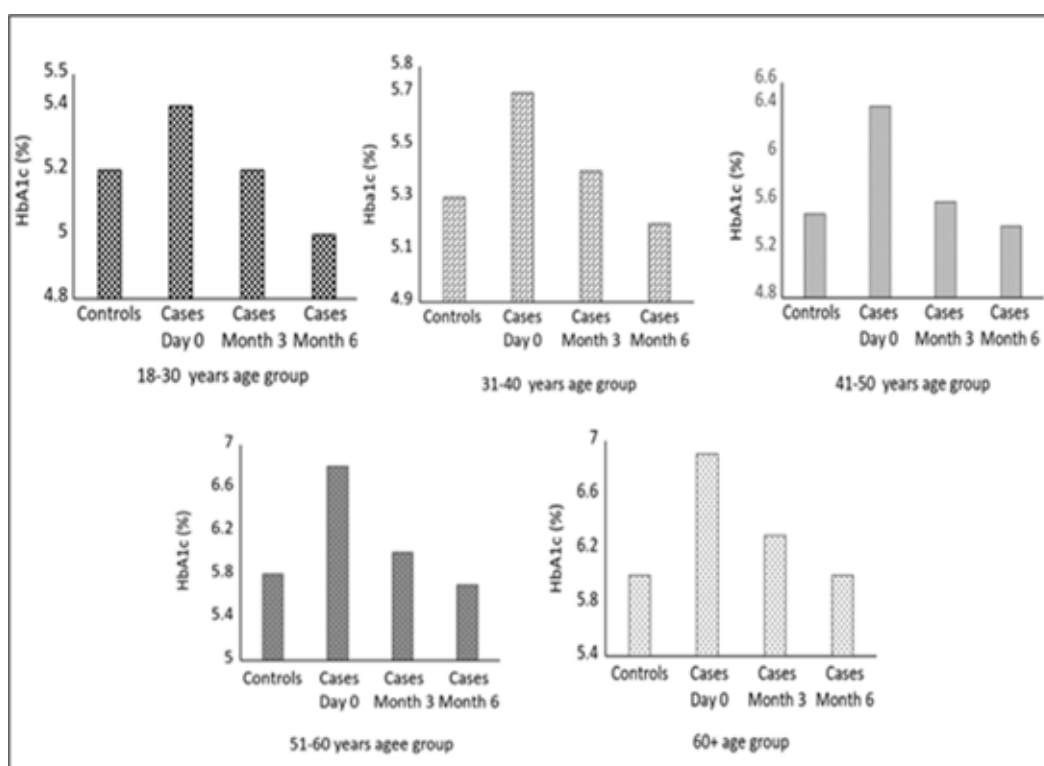 5.5
5.4
5.2
5
4.8
HbA1c (%)
Controls Cases Cases Cases
Day 0 Month 3 Month 6
18-30 years age group
5.8
5.7
5.5
5.3
5.1
4.9
Hba1c (%)
Controls Cases Cases Cases
Day 0 Month 3 Month 6
31-40 years age group
6.6
6.4
6
5.6
5.2
4.8
HbA1c (%)
Controls Cases Cases Cases
Day 0 Month 3 Month 6
41-50 years age group
7
6.6
6.2
5.8
5.4
5
HbA1c (%)
Controls Cases Cases Cases
Day 0 Month 3 Month 6
51-60 years agee group
7
6.6
6.2
5.8
5.4
HbA1c (%)
Controls Cases Cases Cases
Day 0 Month 3 Month 6
60+ age group